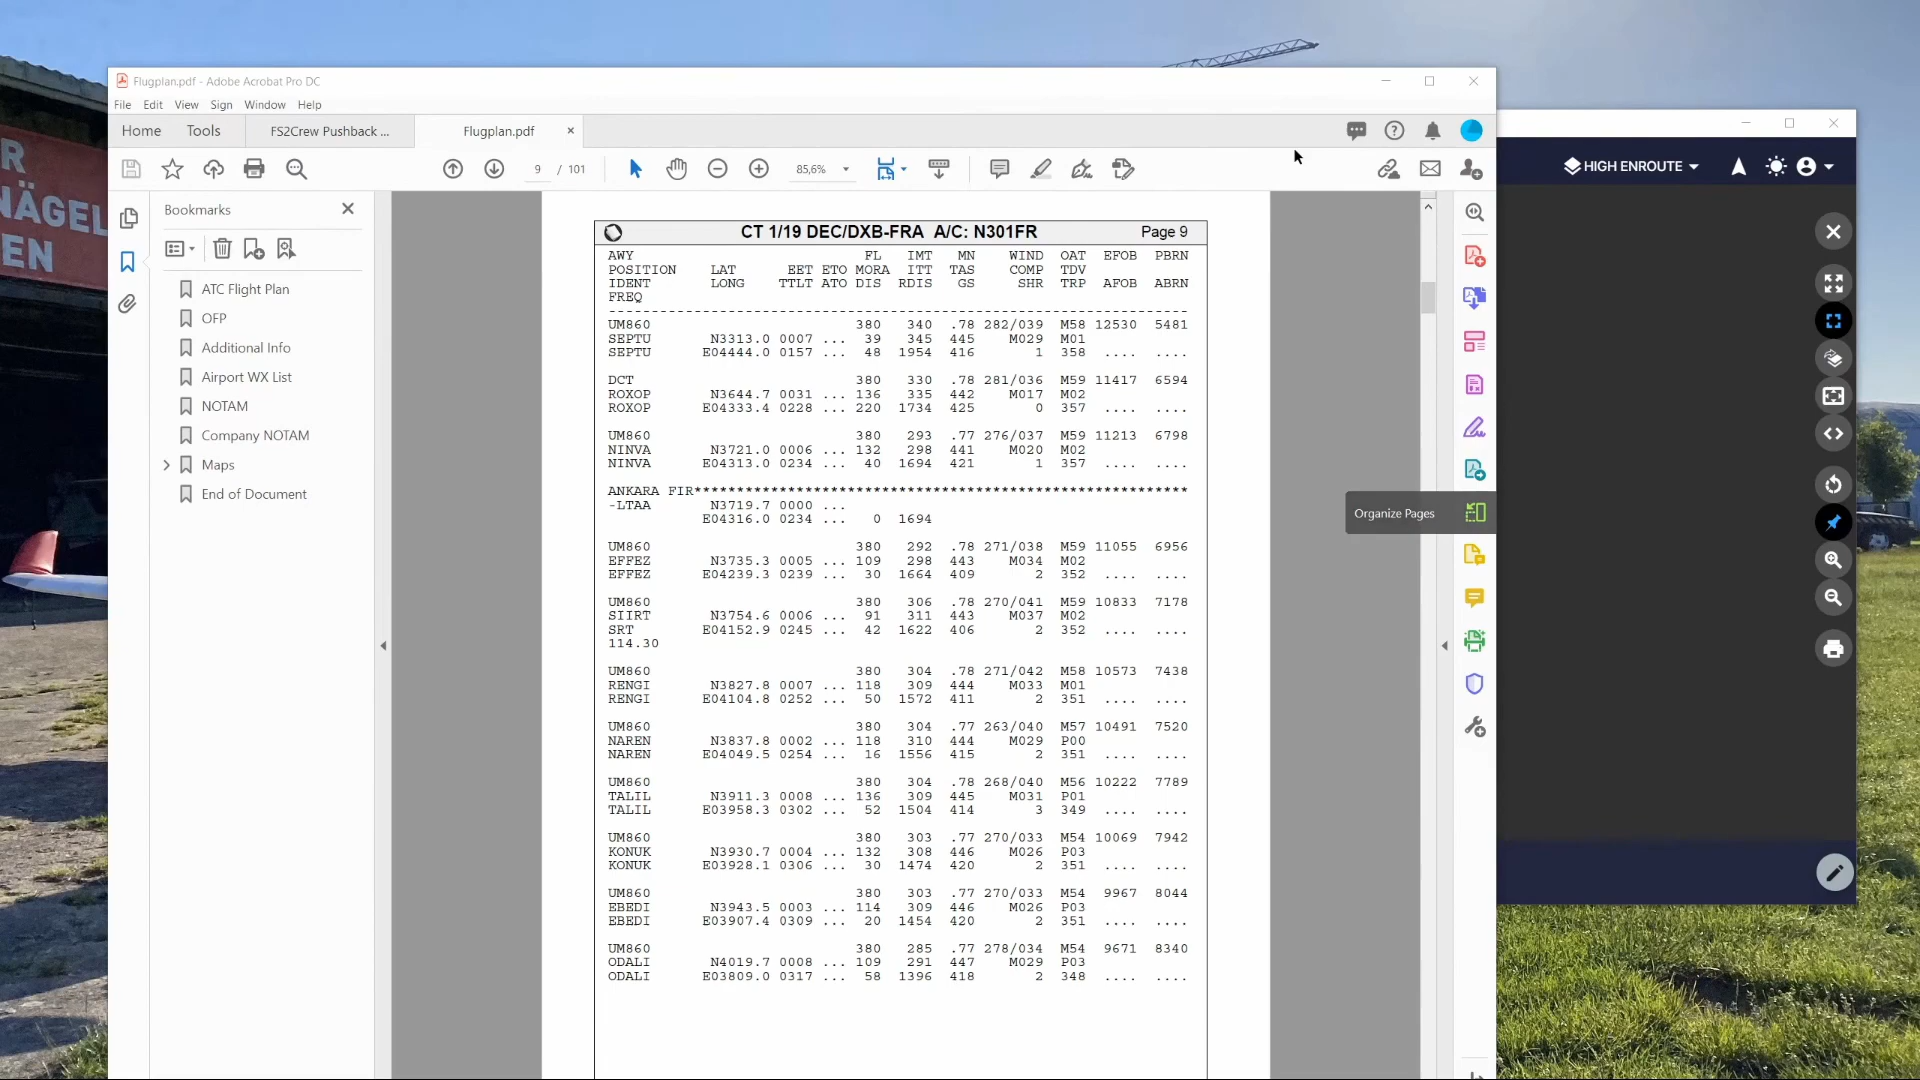 Flugplan.pdf - Adobe Acrobat Pro DC
File Edit View Sign Window Help
Home Tools FS2Crew Pushback ... Flugplan.pdf ×
9 / 101 85,6%
HIGH ENROUTE
R
NÄGEL
EN
Bookmarks
ATC Flight Plan
OFP
Additional Info
Airport WX List
NOTAM
Company NOTAM
Maps
End of Document
Organize Pages
CT 1/19 DEC/DXB-FRA A/C: N301FR Page 9
AWY FL IMT MN WIND OAT EFOB PBRN
POSITION LAT EET ETO MORA ITT TAS COMP TDV
IDENT LONG TTLT ATO DIS RDIS GS SHR TRP AFOB ABRN
FREQ
--------------------------------------------------------------------
UM860 380 340 .78 282/039 M58 12530 5481
SEPTU N3313.0 0007 ... 39 345 445 M029 M01
SEPTU E04444.0 0157 ... 48 1954 416 1 358 .... ....
DCT 380 330 .78 281/036 M59 11417 6594
ROXOP N3644.7 0031 ... 136 335 442 M017 M02
ROXOP E04333.4 0228 ... 220 1734 425 0 357 .... ....
UM860 380 293 .77 276/037 M59 11213 6798
NINVA N3721.0 0006 ... 132 298 441 M020 M02
NINVA E04313.0 0234 ... 40 1694 421 1 357 .... ....
ANKARA FIR**********************************************************
-LTAA N3719.7 0000 ...
E04316.0 0234 ... 0 1694
UM860 380 292 .78 271/038 M59 11055 6956
EFFEZ N3735.3 0005 ... 109 298 443 M034 M02
EFFEZ E04239.3 0239 ... 30 1664 409 2 352 .... ....
UM860 380 306 .78 270/041 M59 10833 7178
SIIRT N3754.6 0006 ... 91 311 443 M037 M02
SRT E04152.9 0245 ... 42 1622 406 2 352 .... ....
114.30
UM860 380 304 .78 271/042 M58 10573 7438
RENGI N3827.8 0007 ... 118 309 444 M033 M01
RENGI E04104.8 0252 ... 50 1572 411 2 351 .... ....
UM860 380 304 .77 263/040 M57 10491 7520
NAREN N3837.8 0002 ... 118 310 444 M029 P00
NAREN E04049.5 0254 ... 16 1556 415 2 351 .... ....
UM860 380 304 .78 268/040 M56 10222 7789
TALIL N3911.3 0008 ... 136 309 445 M031 P01
TALIL E03958.3 0302 ... 52 1504 414 3 349 .... ....
UM860 380 303 .77 270/033 M54 10069 7942
KONUK N3930.7 0004 ... 132 308 446 M026 P03
KONUK E03928.1 0306 ... 30 1474 420 2 351 .... ....
UM860 380 303 .77 270/033 M54 9967 8044
EBEDI N3943.5 0003 ... 114 309 446 M026 P03
EBEDI E03907.4 0309 ... 20 1454 420 2 351 .... ....
UM860 380 285 .77 278/034 M54 9671 8340
ODALI N4019.7 0008 ... 109 291 447 M029 P03
ODALI E03809.0 0317 ... 58 1396 418 2 348 .... ....